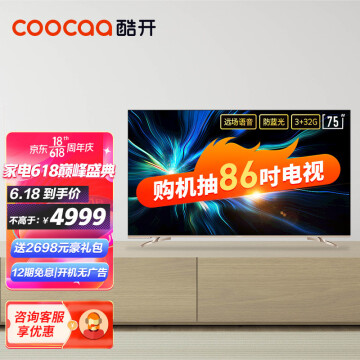 coocaa 酷开
远场语音 防蓝光 3+32G 75
购机抽86吋电视
京东 18th 618 周年庆
家电618巅峰盛典
6.18 到手价
不高于：¥4999
送2698元豪礼包
12期免息|开机无广告
咨询客服
享优惠